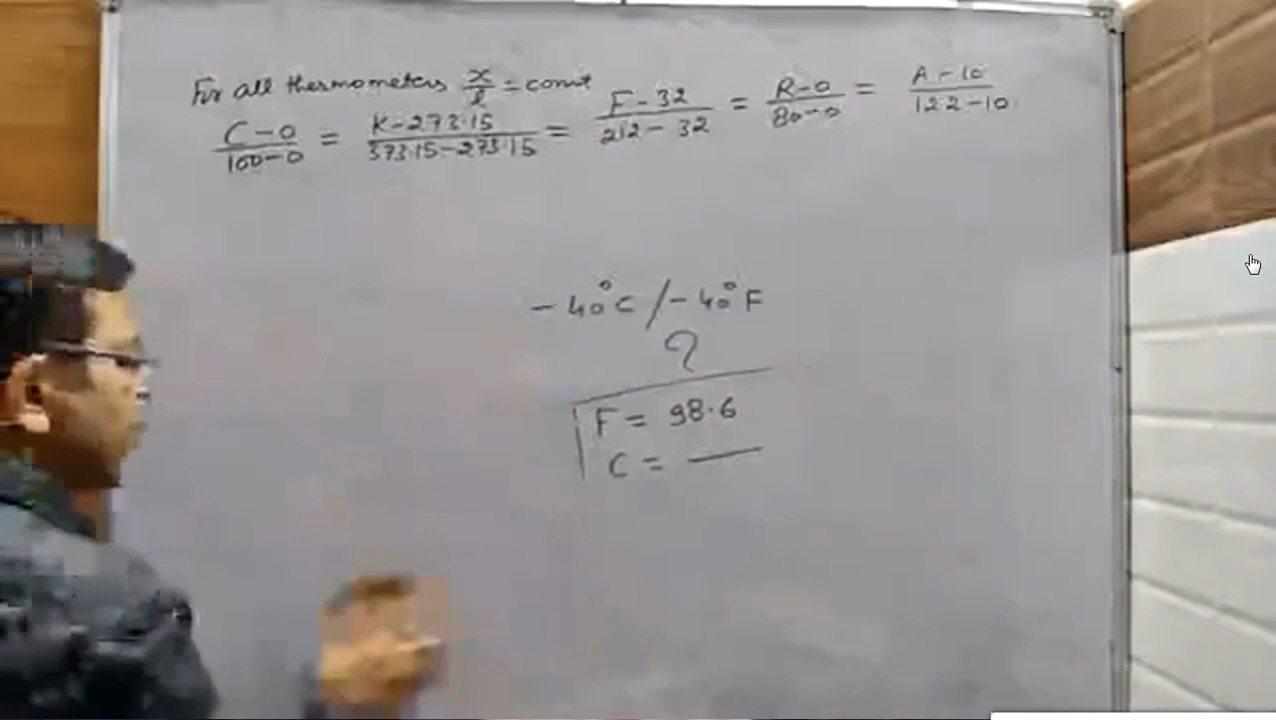 For all thermometers x/l = const
C-0/100-0 = K-273.15/373.15-273.15 = F-32/212-32 = R-0/80-0 = A-10/122-10.
-40°C/-40°F
?
F = 98.6
C = —